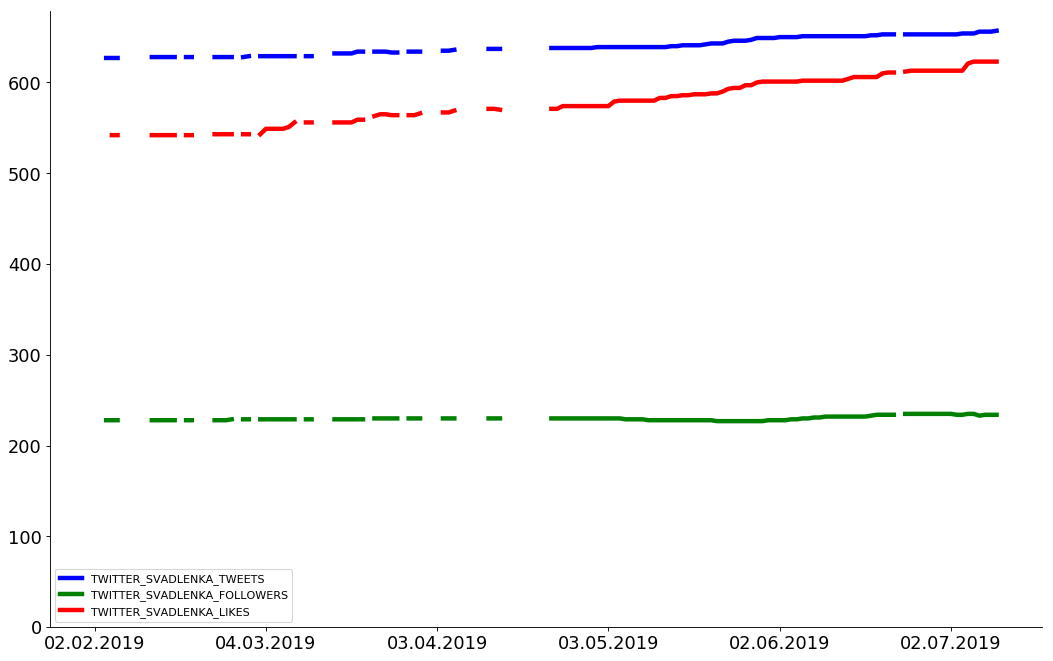 600
500
400
300
200
100
0
TWITTER_SVADLENKA_TWEETS
TWITTER_SVADLENKA_FOLLOWERS
TWITTER_SVADLENKA_LIKES
02.02.2019 04.03.2019 03.04.2019 03.05.2019 02.06.2019 02.07.2019